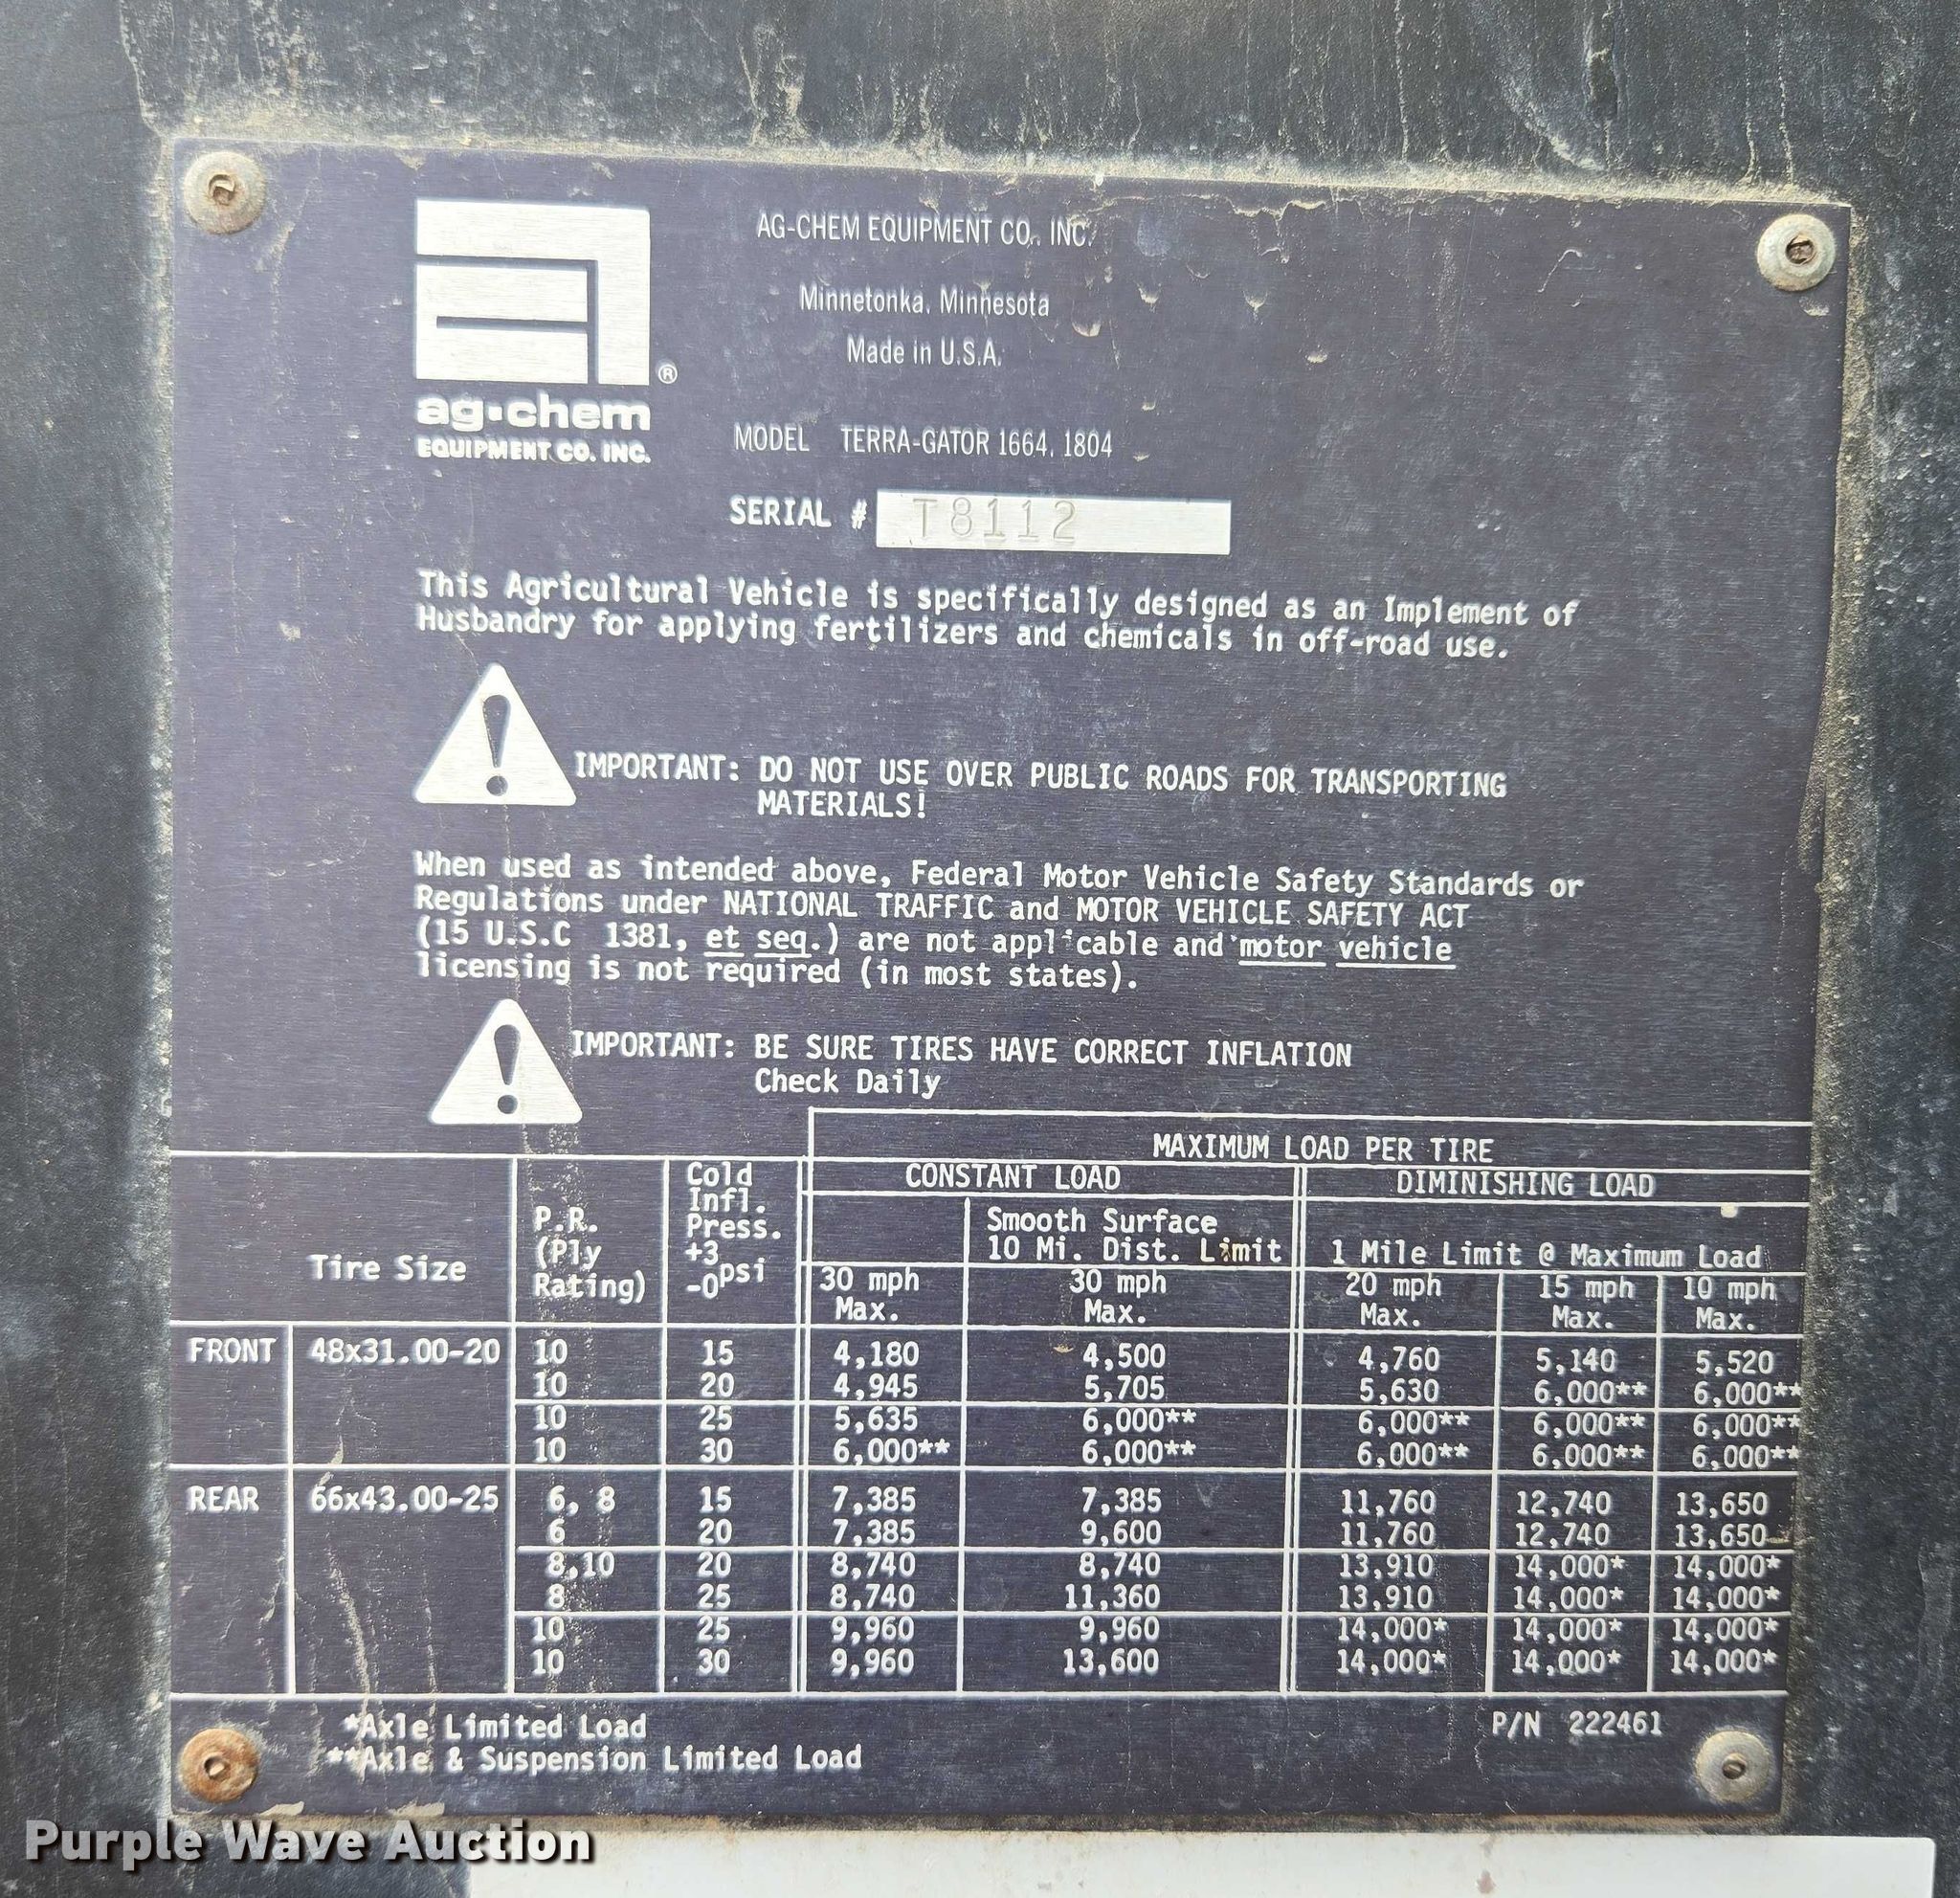 AG-CHEM EQUIPMENT CO. INC.
Minnetonka, Minnesota
Made in U.S.A.
®
ag·chem
EQUIPMENT CO. INC.
MODEL TERRA-GATOR 1664, 1804
SERIAL # T8112
This Agricultural Vehicle is specifically designed as an Implement of
Husbandry for applying fertilizers and chemicals in off-road use.
IMPORTANT: DO NOT USE OVER PUBLIC ROADS FOR TRANSPORTING
MATERIALS!
When used as intended above, Federal Motor Vehicle Safety Standards or
Regulations under NATIONAL TRAFFIC and MOTOR VEHICLE SAFETY ACT
(15 U.S.C 1381, et seq.) are not applicable and motor vehicle
licensing is not required (in most states).
IMPORTANT: BE SURE TIRES HAVE CORRECT INFLATION
Check Daily
MAXIMUM LOAD PER TIRE
CONSTANT LOAD DIMINISHING LOAD
Tire Size
P.R.
(Ply
Rating)
Cold
Infl.
Press.
+3
-0 psi
Smooth Surface
10 Mi. Dist. Limit
1 Mile Limit @ Maximum Load
30 mph 30 mph 20 mph 15 mph 10 mph
Max. Max. Max. Max. Max.
FRONT 48x31.00-20 10 15 4,180 4,500 4,760 5,140 5,520
10 20 4,945 5,705 5,630 6,000** 6,000**
10 25 5,635 6,000** 6,000** 6,000** 6,000**
10 30 6,000** 6,000** 6,000** 6,000** 6,000**
REAR 66x43.00-25 6, 8 15 7,385 7,385 11,760 12,740 13,650
6 20 7,385 9,600 11,760 12,740 13,650
8,10 20 8,740 8,740 13,910 14,000* 14,000*
8 25 8,740 11,360 13,910 14,000* 14,000*
10 25 9,960 9,960 14,000* 14,000* 14,000*
10 30 9,960 13,600 14,000* 14,000* 14,000*
*Axle Limited Load
**Axle & Suspension Limited Load
P/N 222461
Purple Wave Auction